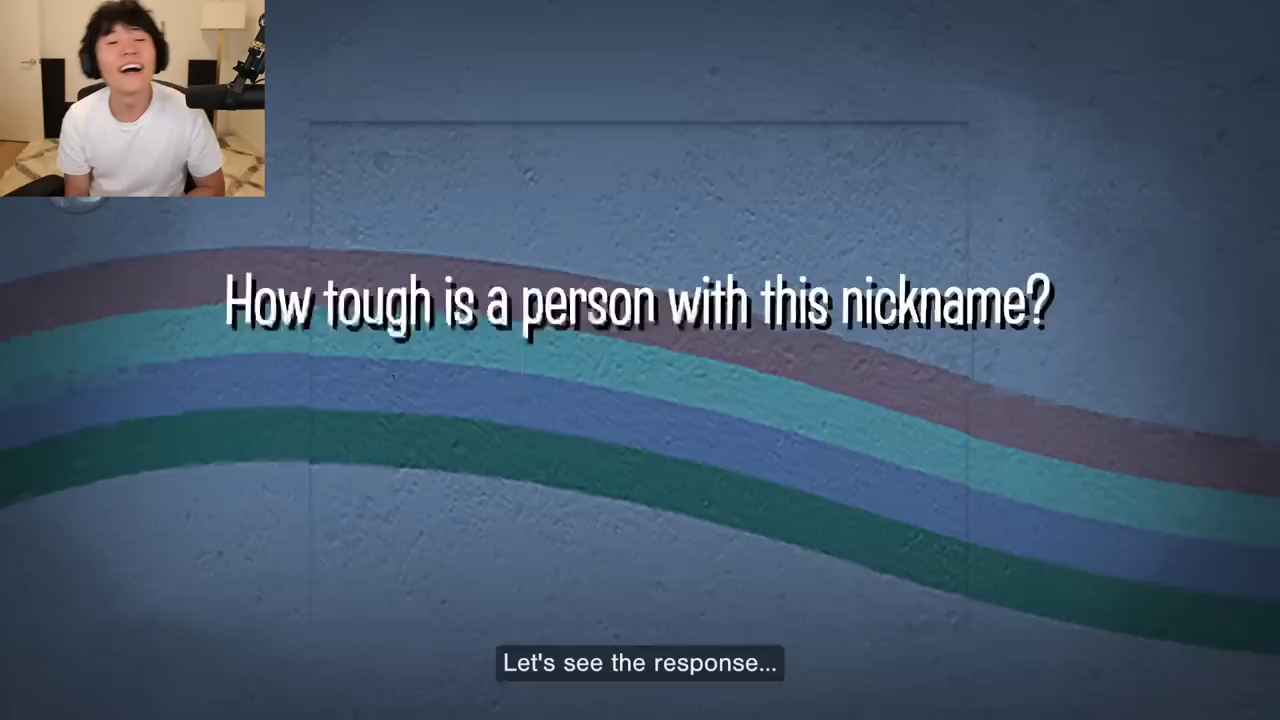 How tough is a person with this nickname?
Let's see the response...